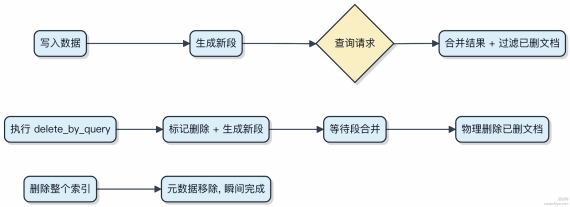 写入数据
生成新段
查询请求
合并结果 + 过滤已删文档
执行 delete_by_query
标记删除 + 生成新段
等待段合并
物理删除已删文档
删除整个索引
元数据移除, 瞬间完成